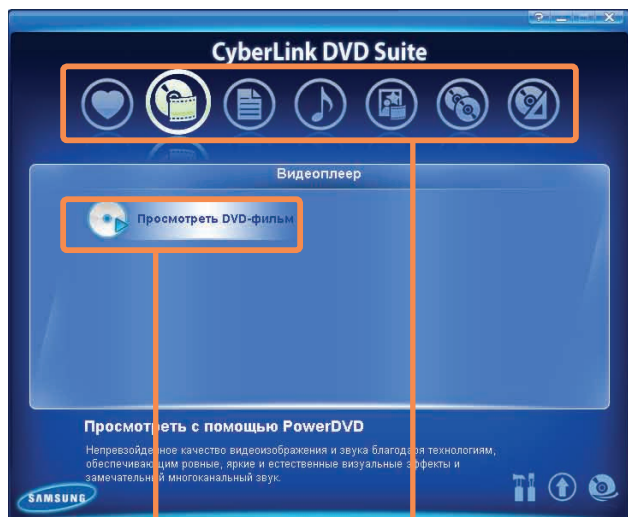 CyberLink DVD Suite
Видеоплеер
Просмотреть DVD-фильм
Просмотреть с помощью PowerDVD
Непревзойденное качество видеоизображения и звука благодаря технологиям,
обеспечивающим ровные, яркие и естественные визуальные эффекты и
замечательный многоканальный звук.
SAMSUNG